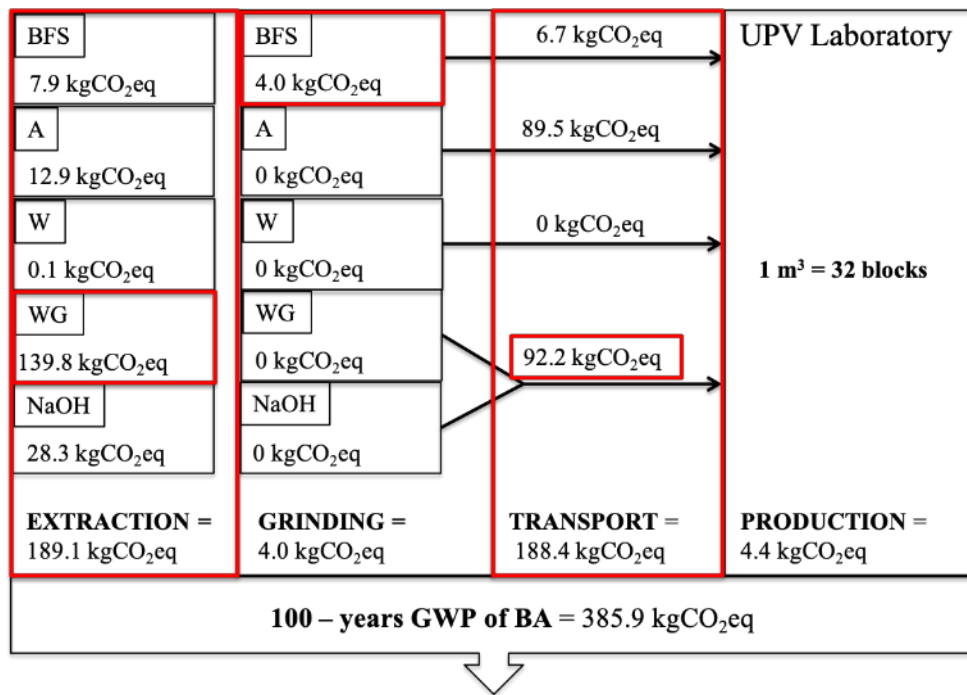 BFS
7.9 kgCO₂eq
A
12.9 kgCO₂eq
W
0.1 kgCO₂eq
WG
139.8 kgCO₂eq
NaOH
28.3 kgCO₂eq
EXTRACTION =
189.1 kgCO₂eq
BFS
4.0 kgCO₂eq
A
0 kgCO₂eq
W
0 kgCO₂eq
WG
0 kgCO₂eq
NaOH
0 kgCO₂eq
GRINDING =
4.0 kgCO₂eq
6.7 kgCO₂eq
89.5 kgCO₂eq
0 kgCO₂eq
92.2 kgCO₂eq
TRANSPORT =
188.4 kgCO₂eq
UPV Laboratory
1 m³ = 32 blocks
PRODUCTION =
4.4 kgCO₂eq
100 – years GWP of BA = 385.9 kgCO₂eq